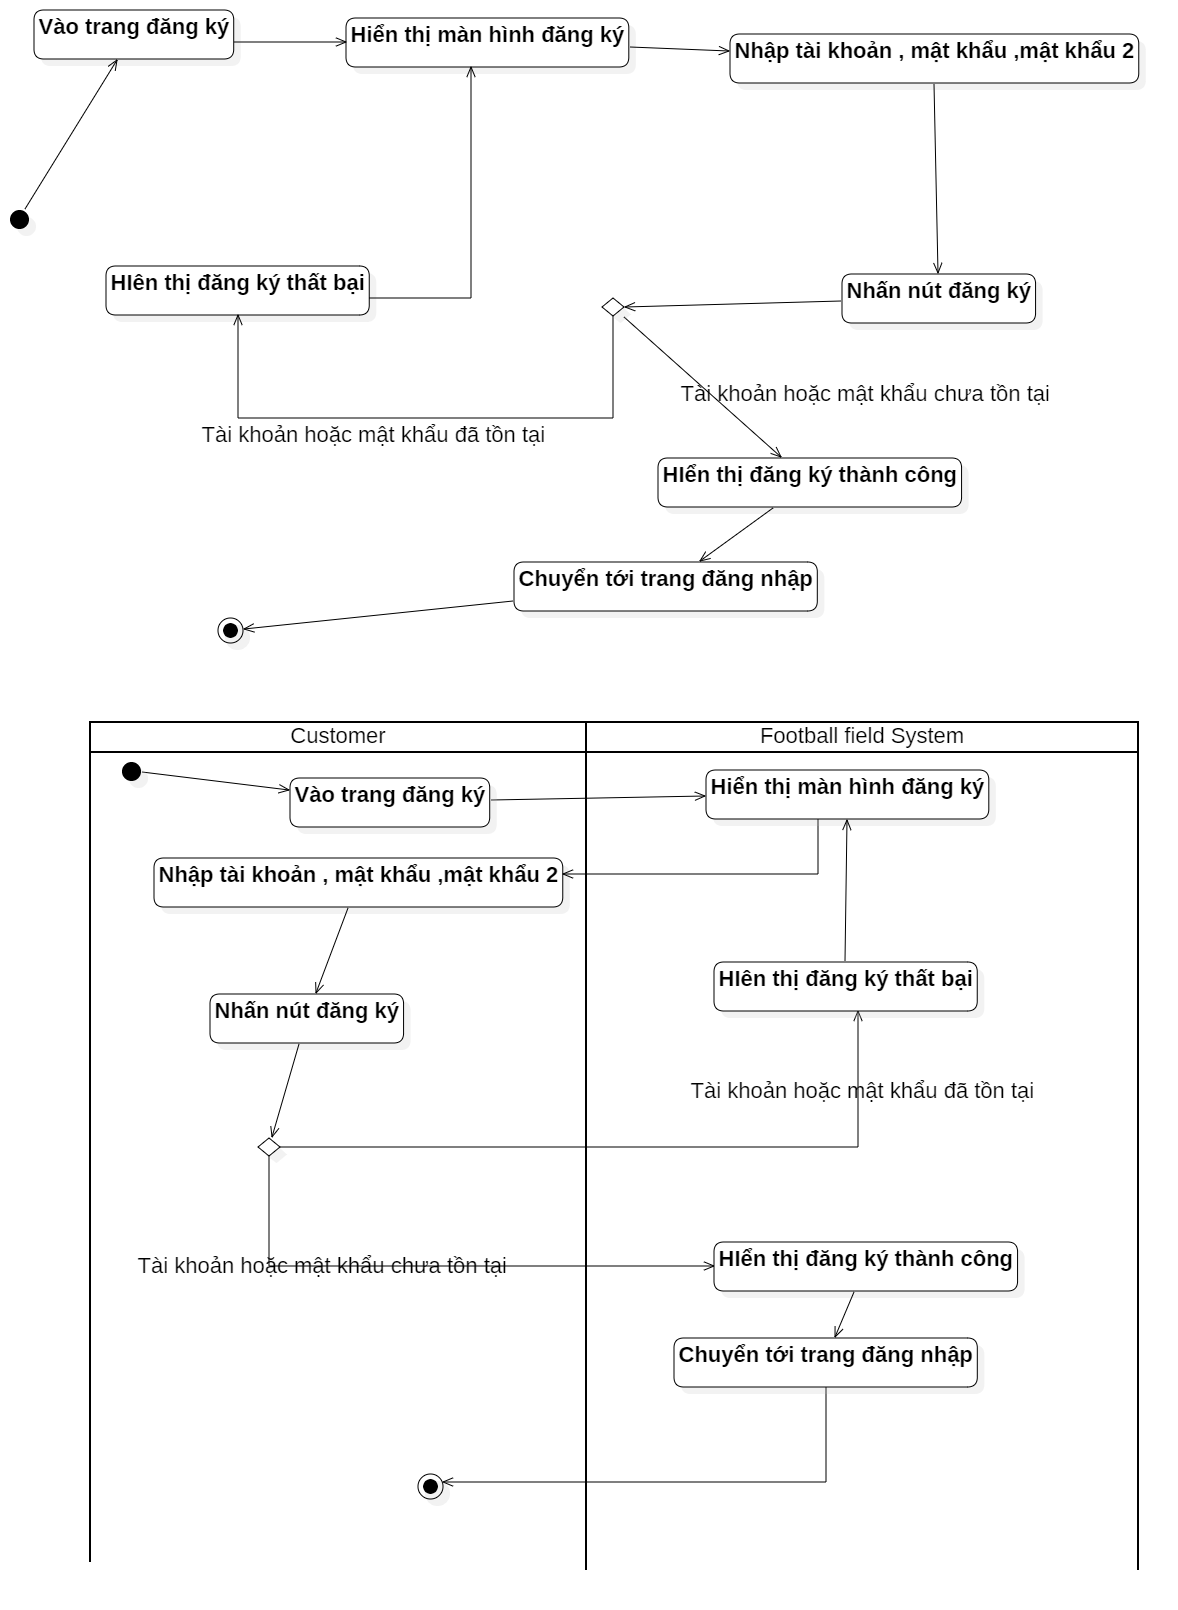 Vào trang đăng ký
Hiển thị màn hình đăng ký
Nhập tài khoản , mật khẩu ,mật khẩu 2
HIên thị đăng ký thất bại
Nhấn nút đăng ký
Tài khoản hoặc mật khẩu chưa tồn tại
Tài khoản hoặc mật khẩu đã tồn tại
HIển thị đăng ký thành công
Chuyển tới trang đăng nhập
Customer
Football field System
Vào trang đăng ký
Hiển thị màn hình đăng ký
Nhập tài khoản , mật khẩu ,mật khẩu 2
HIên thị đăng ký thất bại
Nhấn nút đăng ký
Tài khoản hoặc mật khẩu đã tồn tại
Tài khoản hoặc mật khẩu chưa tồn tại
HIển thị đăng ký thành công
Chuyển tới trang đăng nhập